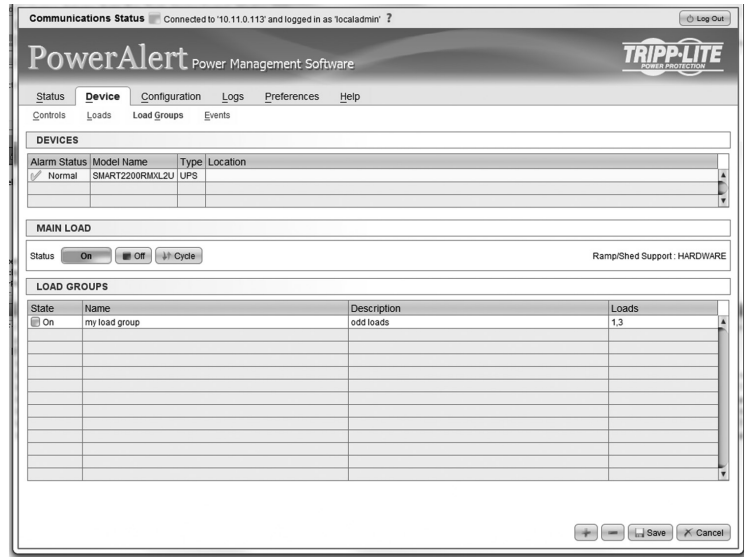 Communications Status Connected to '10.11.0.113' and logged in as 'localadmin' ? Log Out
PowerAlert Power Management Software
TRIPP·LITE
POWER PROTECTION
Status Device Configuration Logs Preferences Help
Controls Loads Load Groups Events
DEVICES
Alarm Status Model Name Type Location
Normal SMART2200RMXL2U UPS
MAIN LOAD
Status On Off Cycle Ramp/Shed Support : HARDWARE
LOAD GROUPS
State Name Description Loads
On my load group odd loads 1,3
Save Cancel